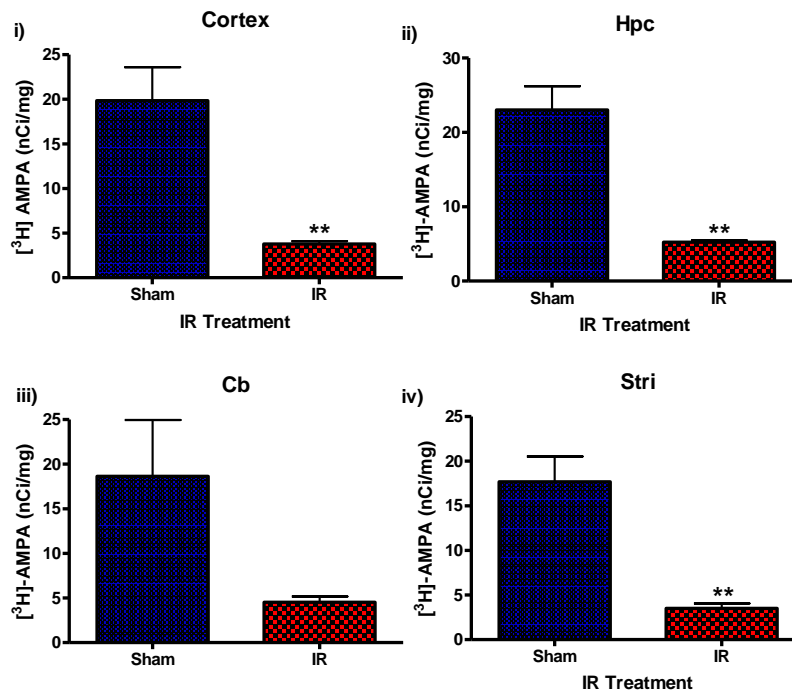 i)
Cortex
[³H] AMPA (nCi/mg)
25
20
15
10
5
0
**
Sham
IR
IR Treatment
ii)
Hpc
[³H]-AMPA (nCi/mg)
30
20
10
0
**
Sham
IR
IR Treatment
iii)
Cb
[³H]-AMPA (nCi/mg)
25
20
15
10
5
0
Sham
IR
iv)
Stri
[³H]-AMPA (nCi/mg)
25
20
15
10
5
0
**
Sham
IR
IR Treatment